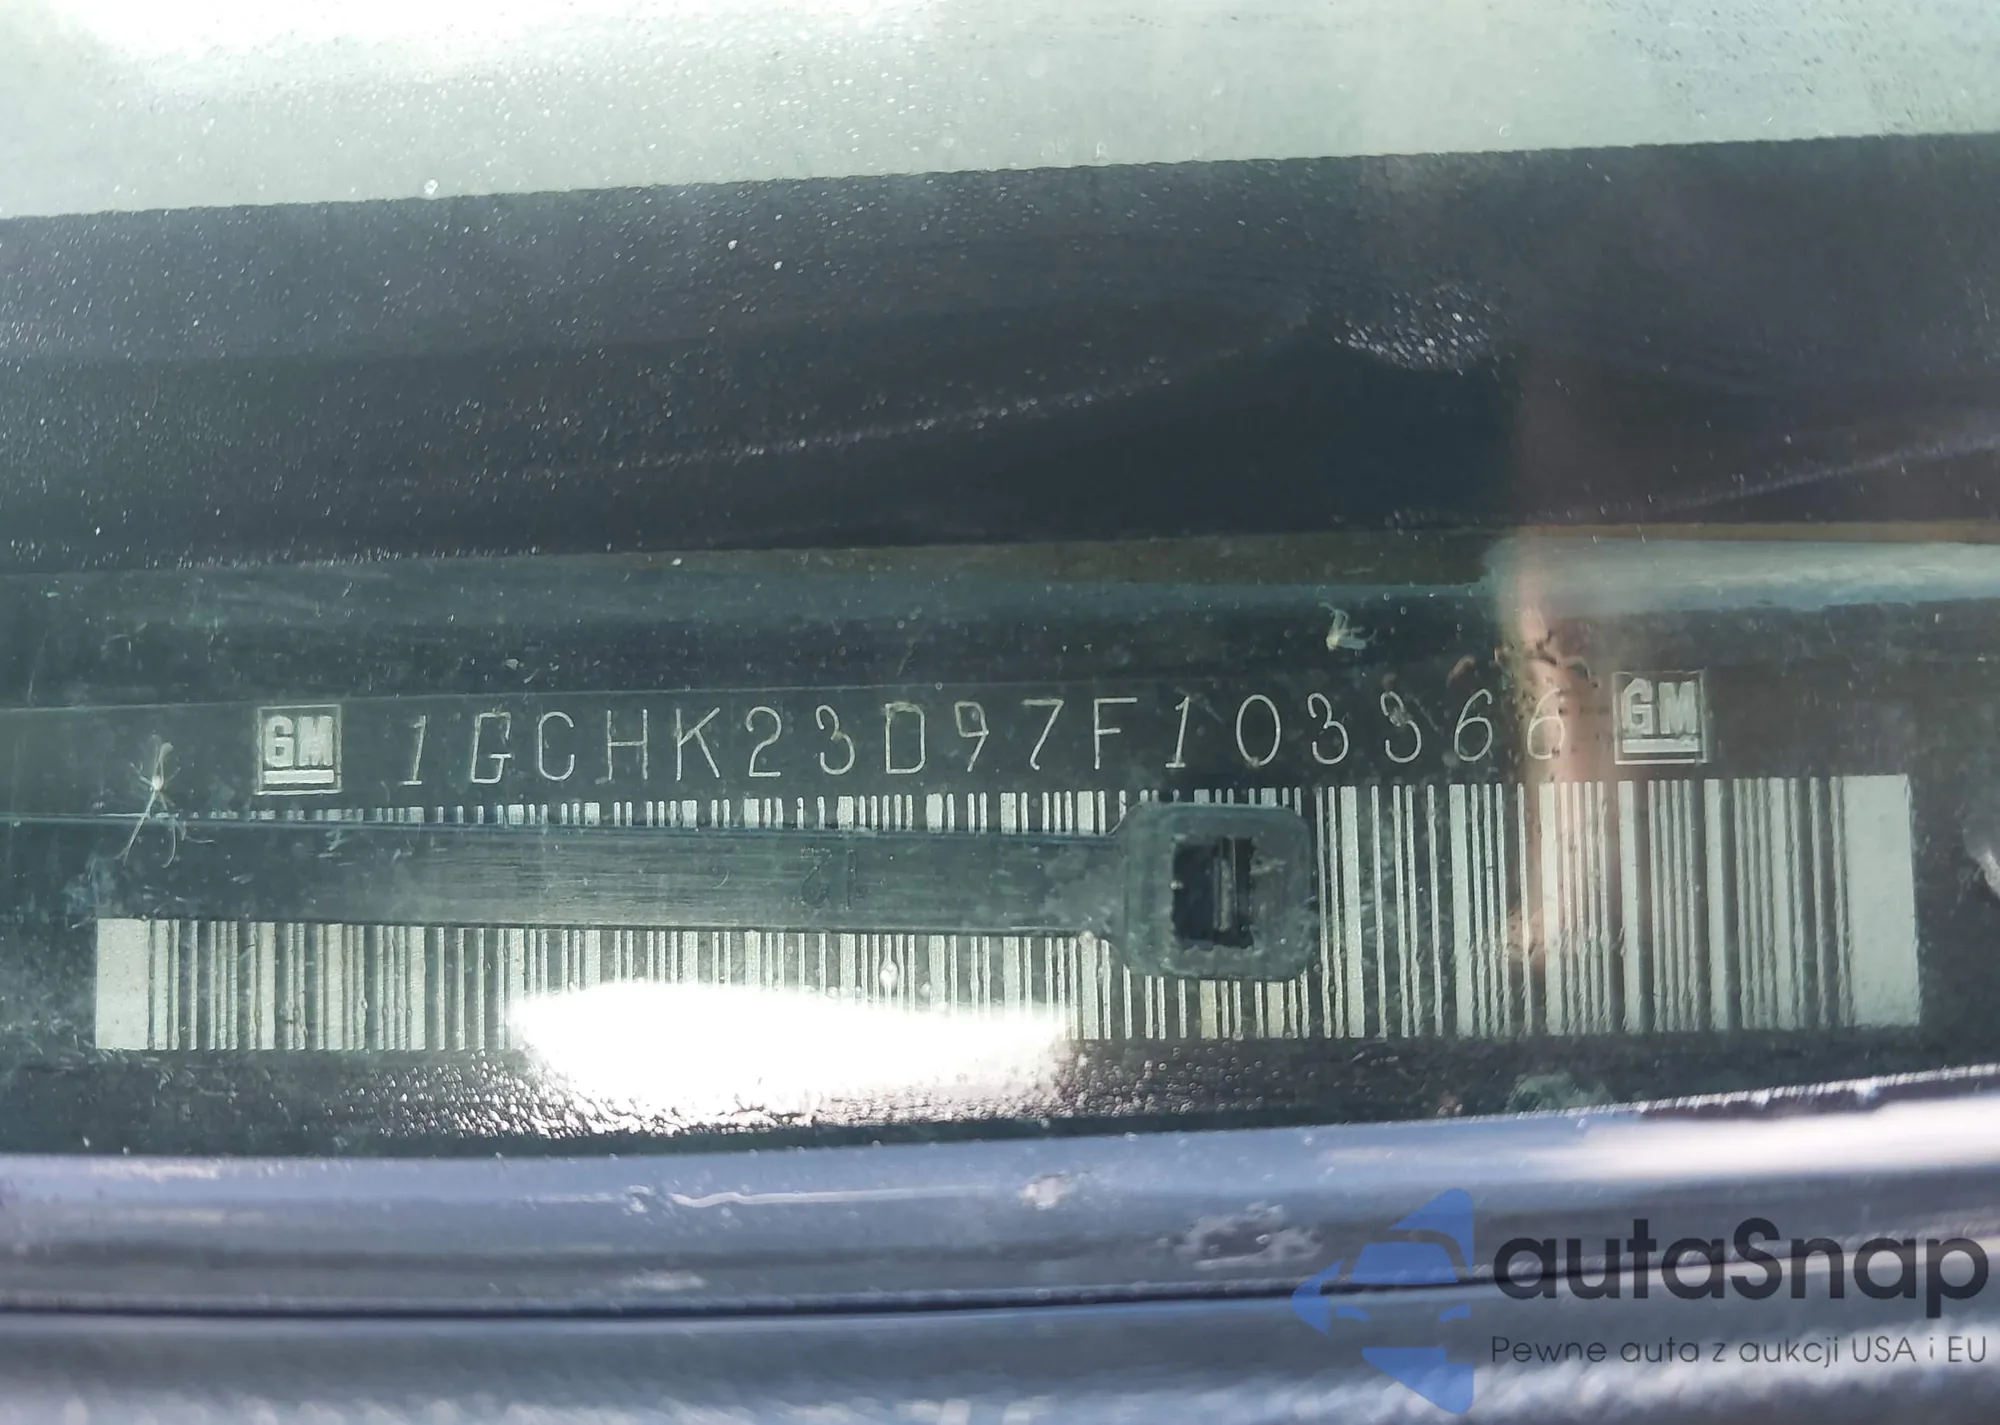 GM 1GCHK23D97F103366 GM
autaSnap
Pewne auta z aukcji USA i EU